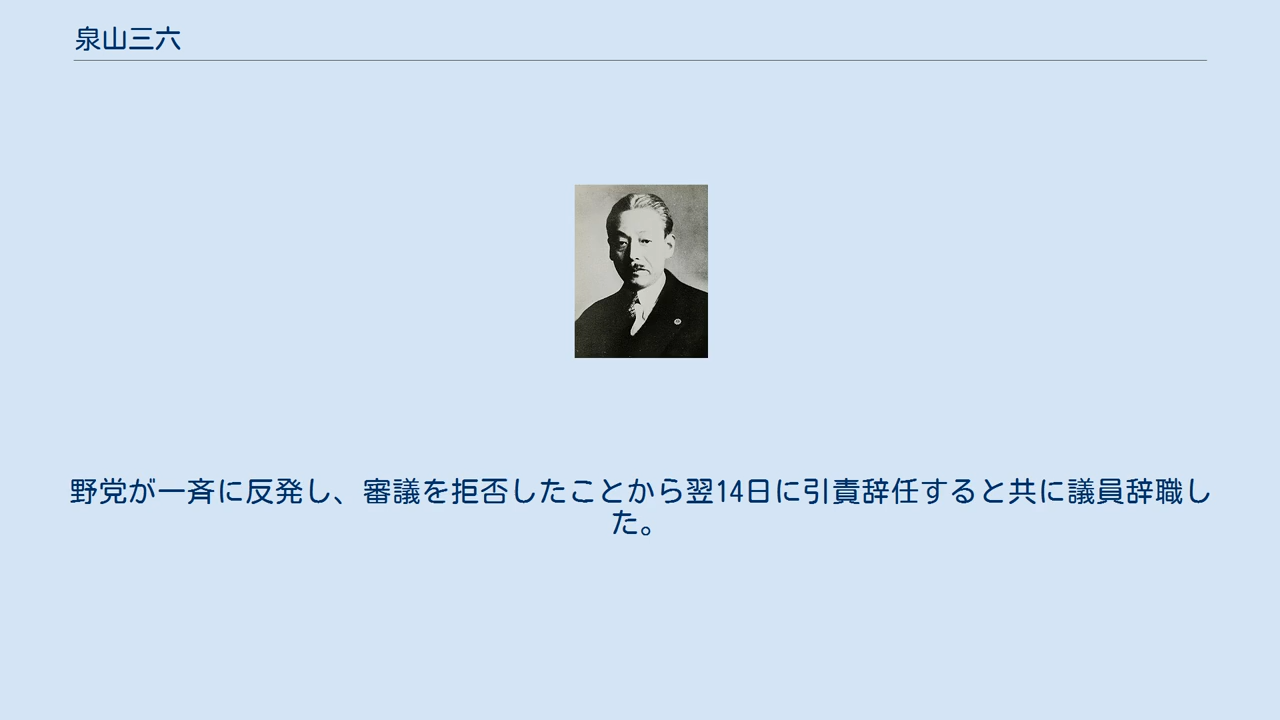 泉山三六
野党が一斉に反発し、審議を拒否したことから翌14日に引責辞任すると共に議員辞職し
た。